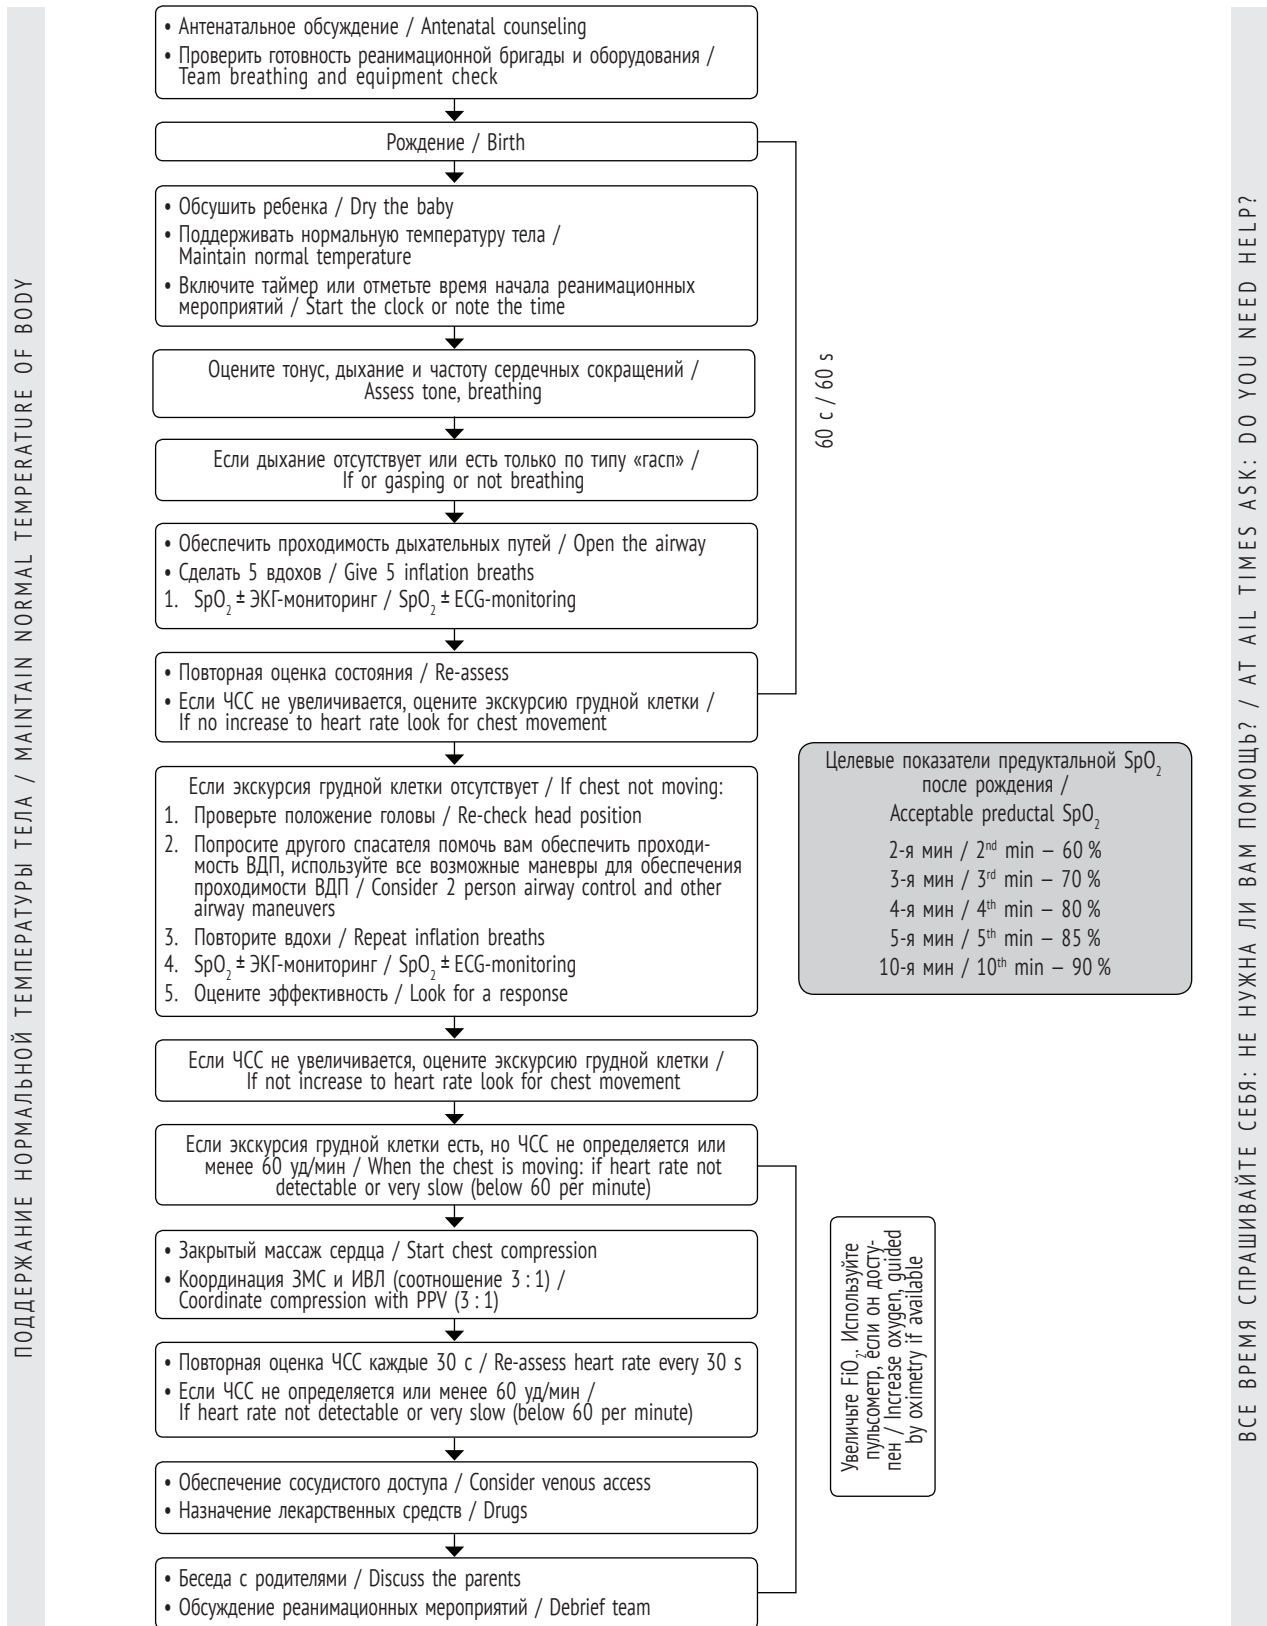 • Антенатальное обсуждение / Antenatal counseling
• Проверить готовность реанимационной бригады и оборудования /
Team breathing and equipment check
Рождение / Birth
• Обсушить ребенка / Dry the baby
• Поддерживать нормальную температуру тела /
Maintain normal temperature
• Включите таймер или отметьте время начала реанимационных
мероприятий / Start the clock or note the time
Оцените тонус, дыхание и частоту сердечных сокращений /
Assess tone, breathing
Если дыхание отсутствует или есть только по типу «гасп» /
If or gasping or not breathing
• Обеспечить проходимость дыхательных путей / Open the airway
• Сделать 5 вдохов / Give 5 inflation breaths
1. SpO₂ ± ЭКГ-мониторинг / SpO₂ ± ECG-monitoring
• Повторная оценка состояния / Re-assess
• Если ЧСС не увеличивается, оцените экскурсию грудной клетки /
If no increase to heart rate look for chest movement
60 с / 60 s
Если экскурсия грудной клетки отсутствует / If chest not moving:
1. Проверьте положение головы / Re-check head position
2. Попросите другого спасателя помочь вам обеспечить проходи-
мость ВДП, используйте все возможные маневры для обеспечения
проходимости ВДП / Consider 2 person airway control and other
airway maneuvers
3. Повторите вдохи / Repeat inflation breaths
4. SpO₂ ± ЭКГ-мониторинг / SpO₂ ± ECG-monitoring
5. Оцените эффективность / Look for a response
Целевые показатели предуктальной SpO₂
после рождения /
Acceptable preductal SpO₂
2-я мин / 2nd min – 60 %
3-я мин / 3rd min – 70 %
4-я мин / 4th min – 80 %
5-я мин / 5th min – 85 %
10-я мин / 10th min – 90 %
Если ЧСС не увеличивается, оцените экскурсию грудной клетки /
If not increase to heart rate look for chest movement
Если экскурсия грудной клетки есть, но ЧСС не определяется или
менее 60 уд/мин / When the chest is moving: if heart rate not
detectable or very slow (below 60 per minute)
• Закрытый массаж сердца / Start chest compression
• Координация ЗМС и ИВЛ (соотношение 3 : 1) /
Coordinate compression with PPV (3 : 1)
• Повторная оценка ЧСС каждые 30 с / Re-assess heart rate every 30 s
• Если ЧСС не определяется или менее 60 уд/мин /
If heart rate not detectable or very slow (below 60 per minute)
• Обеспечение сосудистого доступа / Consider venous access
• Назначение лекарственных средств / Drugs
• Беседа с родителями / Discuss the parents
• Обсуждение реанимационных мероприятий / Debrief team
Увеличьте FiO₂. Используйте
пульсометр, если он досту-
пен / Increase oxygen, guided
by oximetry if available
ПОДДЕРЖАНИЕ НОРМАЛЬНОЙ ТЕМПЕРАТУРЫ ТЕЛА / MAINTAIN NORMAL TEMPERATURE OF BODY
ВСЕ ВРЕМЯ СПРАШИВАЙТЕ СЕБЯ: НЕ НУЖНА ЛИ ВАМ ПОМОЩЬ? / AT AIL TIMES ASK: DO YOU NEED HELP?